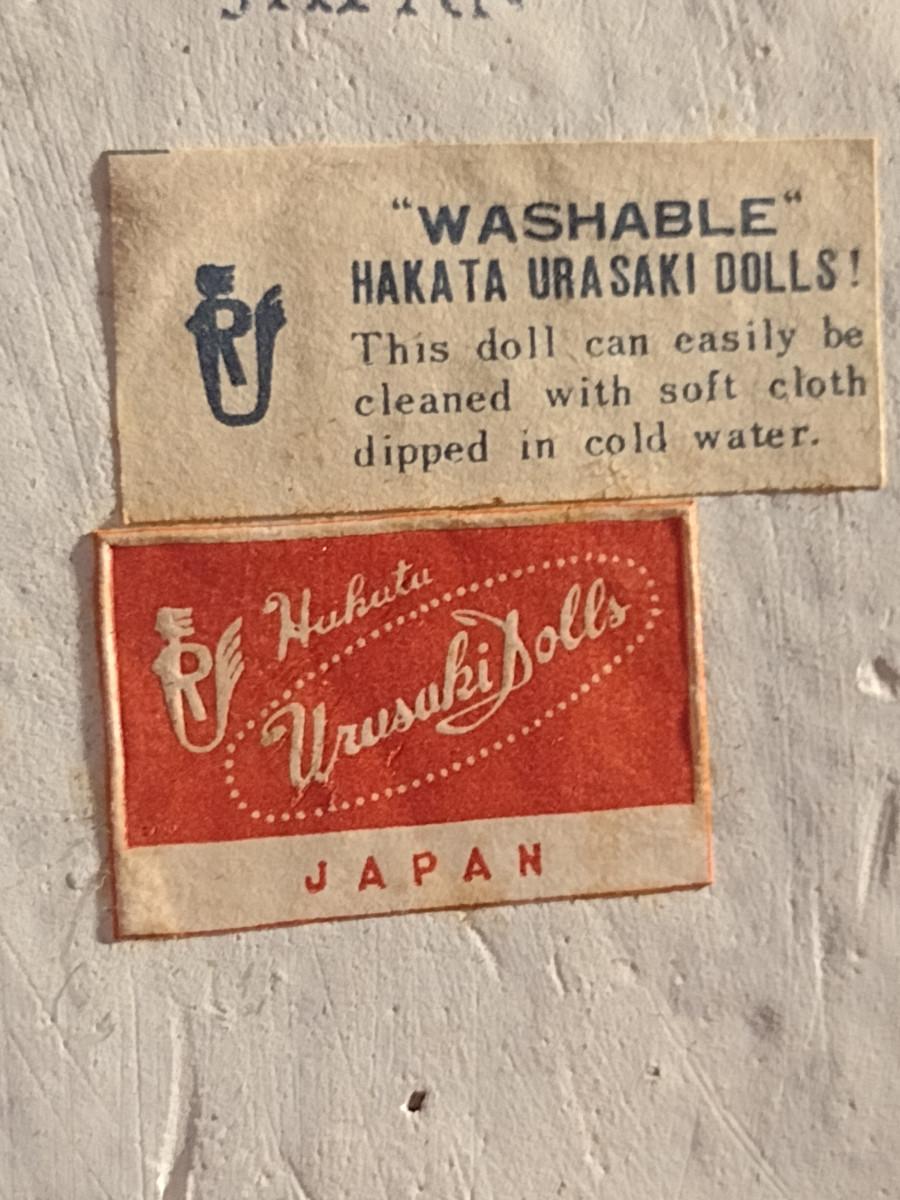 "WASHABLE"
HAKATA URASAKI DOLLS!
This doll can easily be
cleaned with soft cloth
dipped in cold water.
R
Hakata
Urasaki Dolls
R
JAPAN